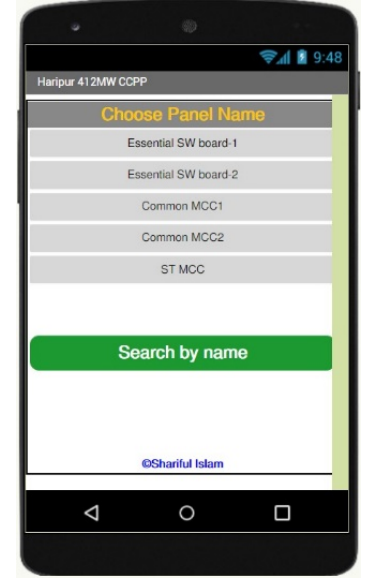 9:48
Haripur 412MW CCPP
Choose Panel Name
Essential SW board-1
Essential SW board-2
Common MCC1
Common MCC2
ST MCC
Search by name
©Shariful Islam